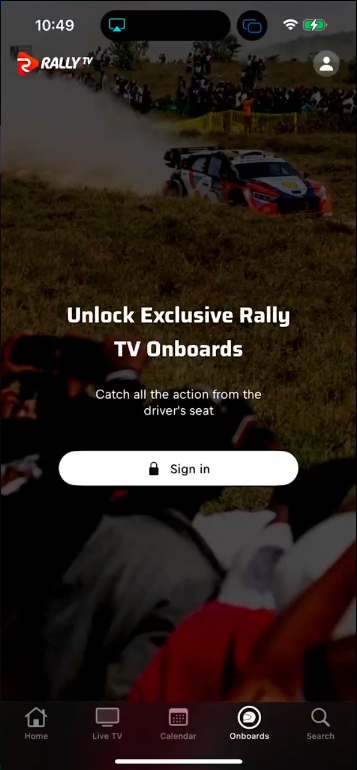 10:49
RALLY TV
Unlock Exclusive Rally
TV Onboards
Catch all the action from the
driver's seat
Sign in
Home
Live TV
Calendar
Onboards
Search